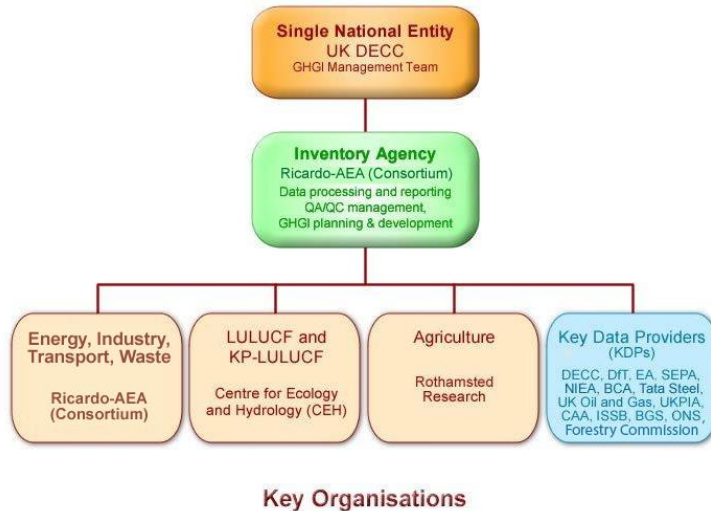 Single National Entity
UK DECC
GHGI Management Team
Inventory Agency
Ricardo-AEA (Consortium)
Data processing and reporting
QA/QC management,
GHGI planning & development
Energy, Industry,
Transport, Waste
Ricardo-AEA
(Consortium)
LULUCF and
KP-LULUCF
Centre for Ecology
and Hydrology (CEH)
Agriculture
Rothamsted
Research
Key Data Providers
(KDPs)
DECC, DfT, EA, SEPA,
NIEA, BCA, Tata Steel,
UK Oil and Gas, UKPIA,
CAA, ISSB, BGS, ONS,
Forestry Commission
Key Organisations